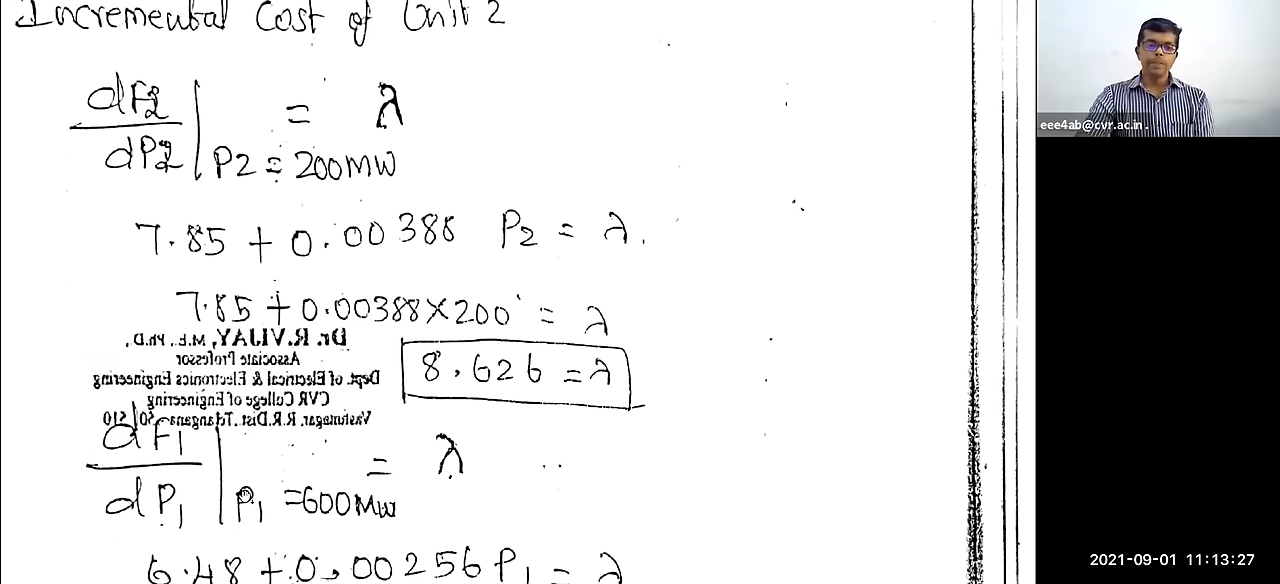 Incremental Cost of Unit 2
dF2
dP2 | P2 = 200MW = λ
7.85 + 0.00388 P2 = λ.
7.85 + 0.00388×200 = λ
Dr. R.VIJAY, M.E., Ph.D,
Associate Professor
Dept. of Electrical & Electronics Engineering
CVR College of Engineering
8.626 = λ
Vastunagar, R.R.Dist. Telangana-501 510
dF1
dP1 | P1 = 600MW = λ
6.48 + 0.00256 P1 = λ
eee4ab@cvr.ac.in
2021-09-01 11:13:27